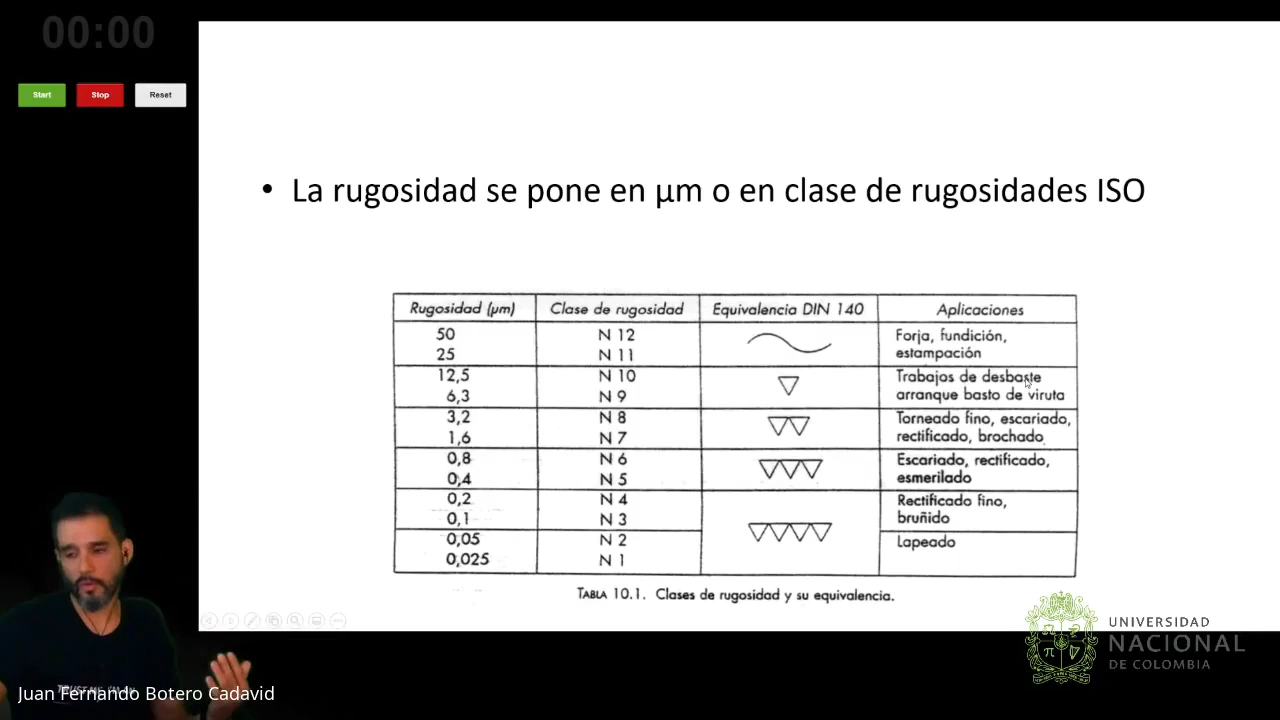 00:00
Start Stop Reset
• La rugosidad se pone en µm o en clase de rugosidades ISO
Rugosidad (µm) Clase de rugosidad Equivalencia DIN 140 Aplicaciones
50 N 12 Forja, fundición,
25 N 11 estampación
12,5 N 10 Trabajos de desbaste
6,3 N 9 arranque basto de viruta
3,2 N 8 Torneado fino, escariado,
1,6 N 7 rectificado, brochado
0,8 N 6 Escariado, rectificado,
0,4 N 5 esmerilado
0,2 N 4 Rectificado fino,
0,1 N 3 bruñido
0,05 N 2 Lapeado
0,025 N 1
TABLA 10.1. Clases de rugosidad y su equivalencia.
UNIVERSIDAD
NACIONAL
DE COLOMBIA
Juan Fernando Botero Cadavid